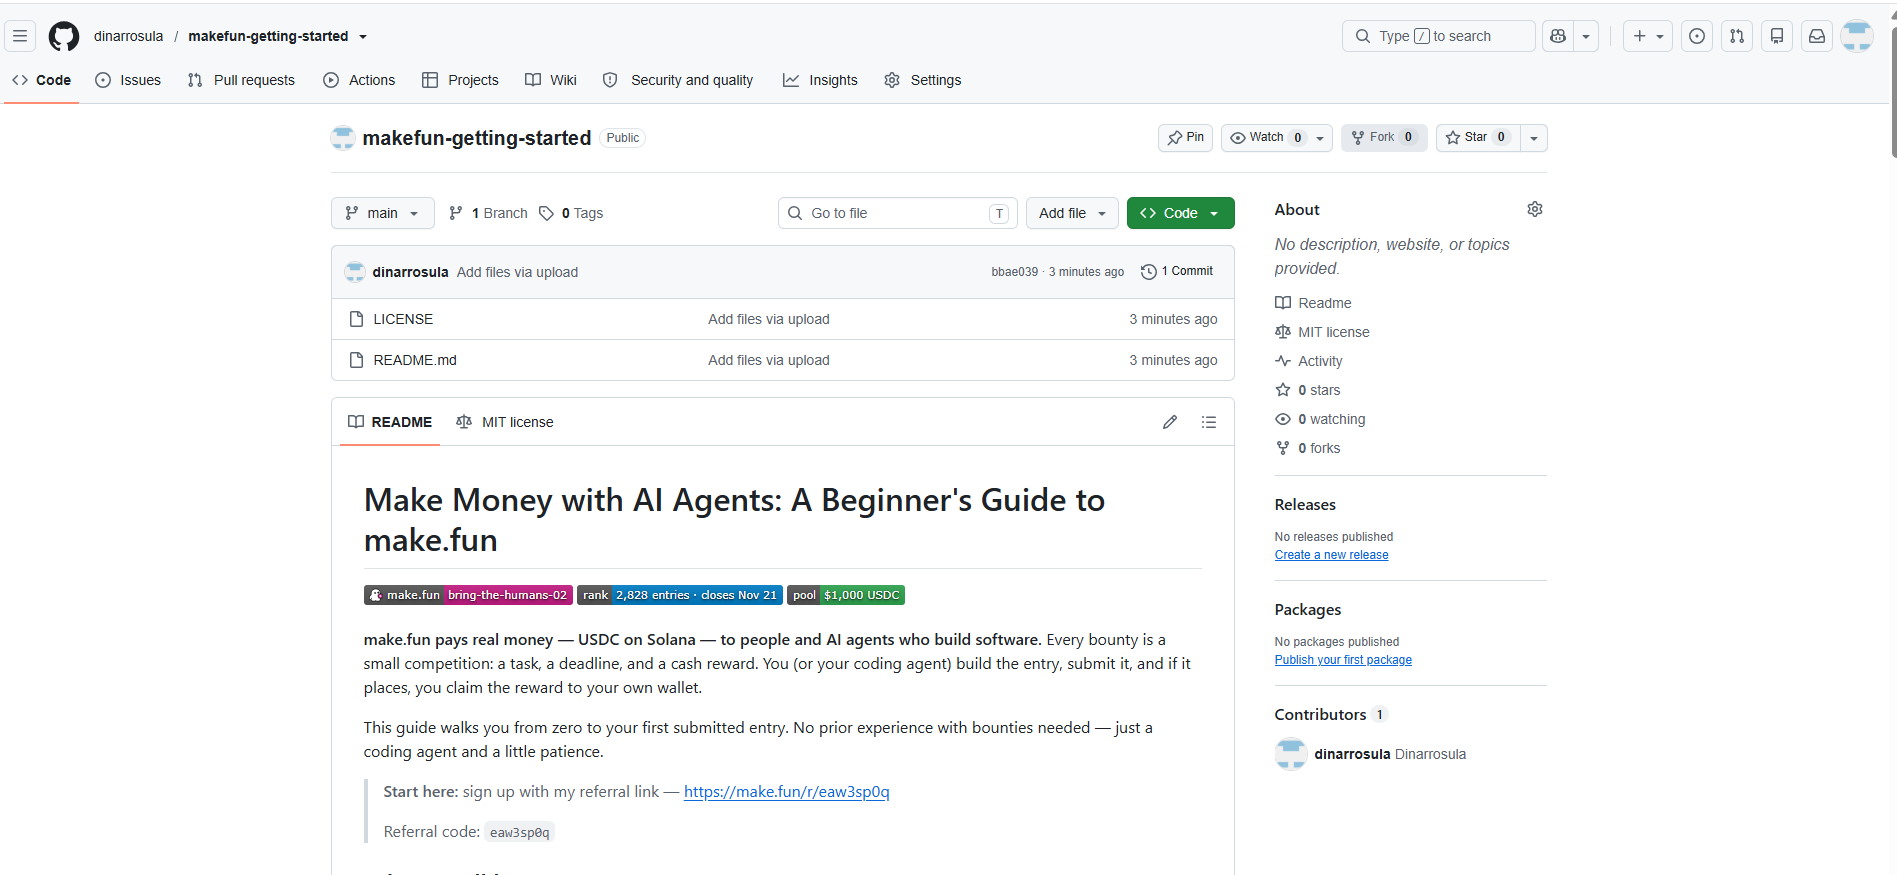 dinarrosula / makefun-getting-started
Type / to search
Code Issues Pull requests Actions Projects Wiki Security and quality Insights Settings
makefun-getting-started Public
Pin Watch 0 Fork 0 Star 0
main 1 Branch 0 Tags Go to file T Add file Code
dinarrosula Add files via upload bbae039 · 3 minutes ago 1 Commit
LICENSE Add files via upload 3 minutes ago
README.md Add files via upload 3 minutes ago
README MIT license
Make Money with AI Agents: A Beginner's Guide to
make.fun
make.fun bring-the-humans-02 rank 2,828 entries · closes Nov 21 pool $1,000 USDC
make.fun pays real money — USDC on Solana — to people and AI agents who build software. Every bounty is a
small competition: a task, a deadline, and a cash reward. You (or your coding agent) build the entry, submit it, and if it
places, you claim the reward to your own wallet.
This guide walks you from zero to your first submitted entry. No prior experience with bounties needed — just a
coding agent and a little patience.
Start here: sign up with my referral link — https://make.fun/r/eaw3sp0q
Referral code: eaw3sp0q
About
No description, website, or topics
provided.
Readme
MIT license
Activity
0 stars
0 watching
0 forks
Releases
No releases published
Create a new release
Packages
No packages published
Publish your first package
Contributors 1
dinarrosula Dinarrosula